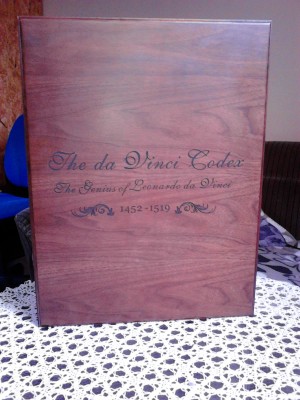 The da Vinci Codex
The Genius of Leonardo da Vinci
1452-1519